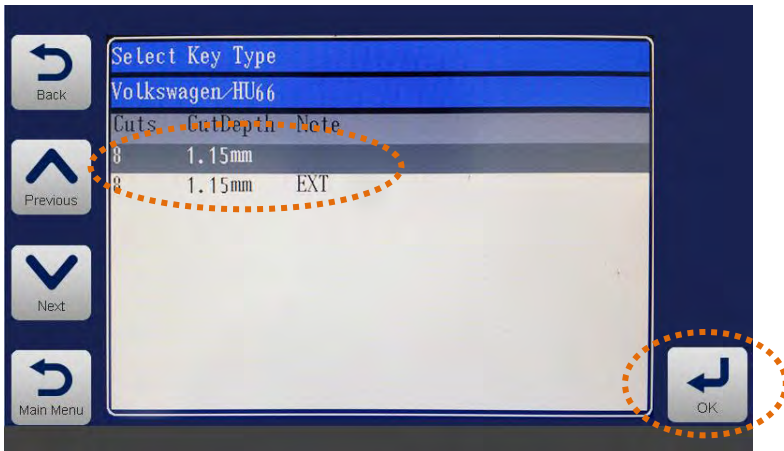 Select Key Type
Volkswagen/HU66
Cuts CutDepth Note
8 1.15mm
8 1.15mm EXT
Back
Previous
Next
Main Menu
OK